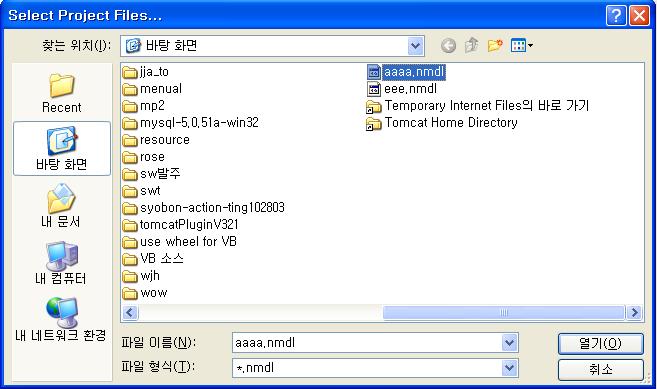 Select Project Files...
찾는 위치(I): 바탕 화면
Recent
바탕 화면
내 문서
내 컴퓨터
내 네트워크 환경
jja_to
menual
mp2
mysql-5,0,51a-win32
resource
rose
sw발주
swt
syobon-action-ting102803
tomcatPluginV321
use wheel for VB
VB 소스
wjh
wow
aaaa,nmdl
eee,nmdl
Temporary Internet Files의 바로 가기
Tomcat Home Directory
파일 이름(N): aaaa,nmdl 열기(O)
파일 형식(T): *,nmdl 취소